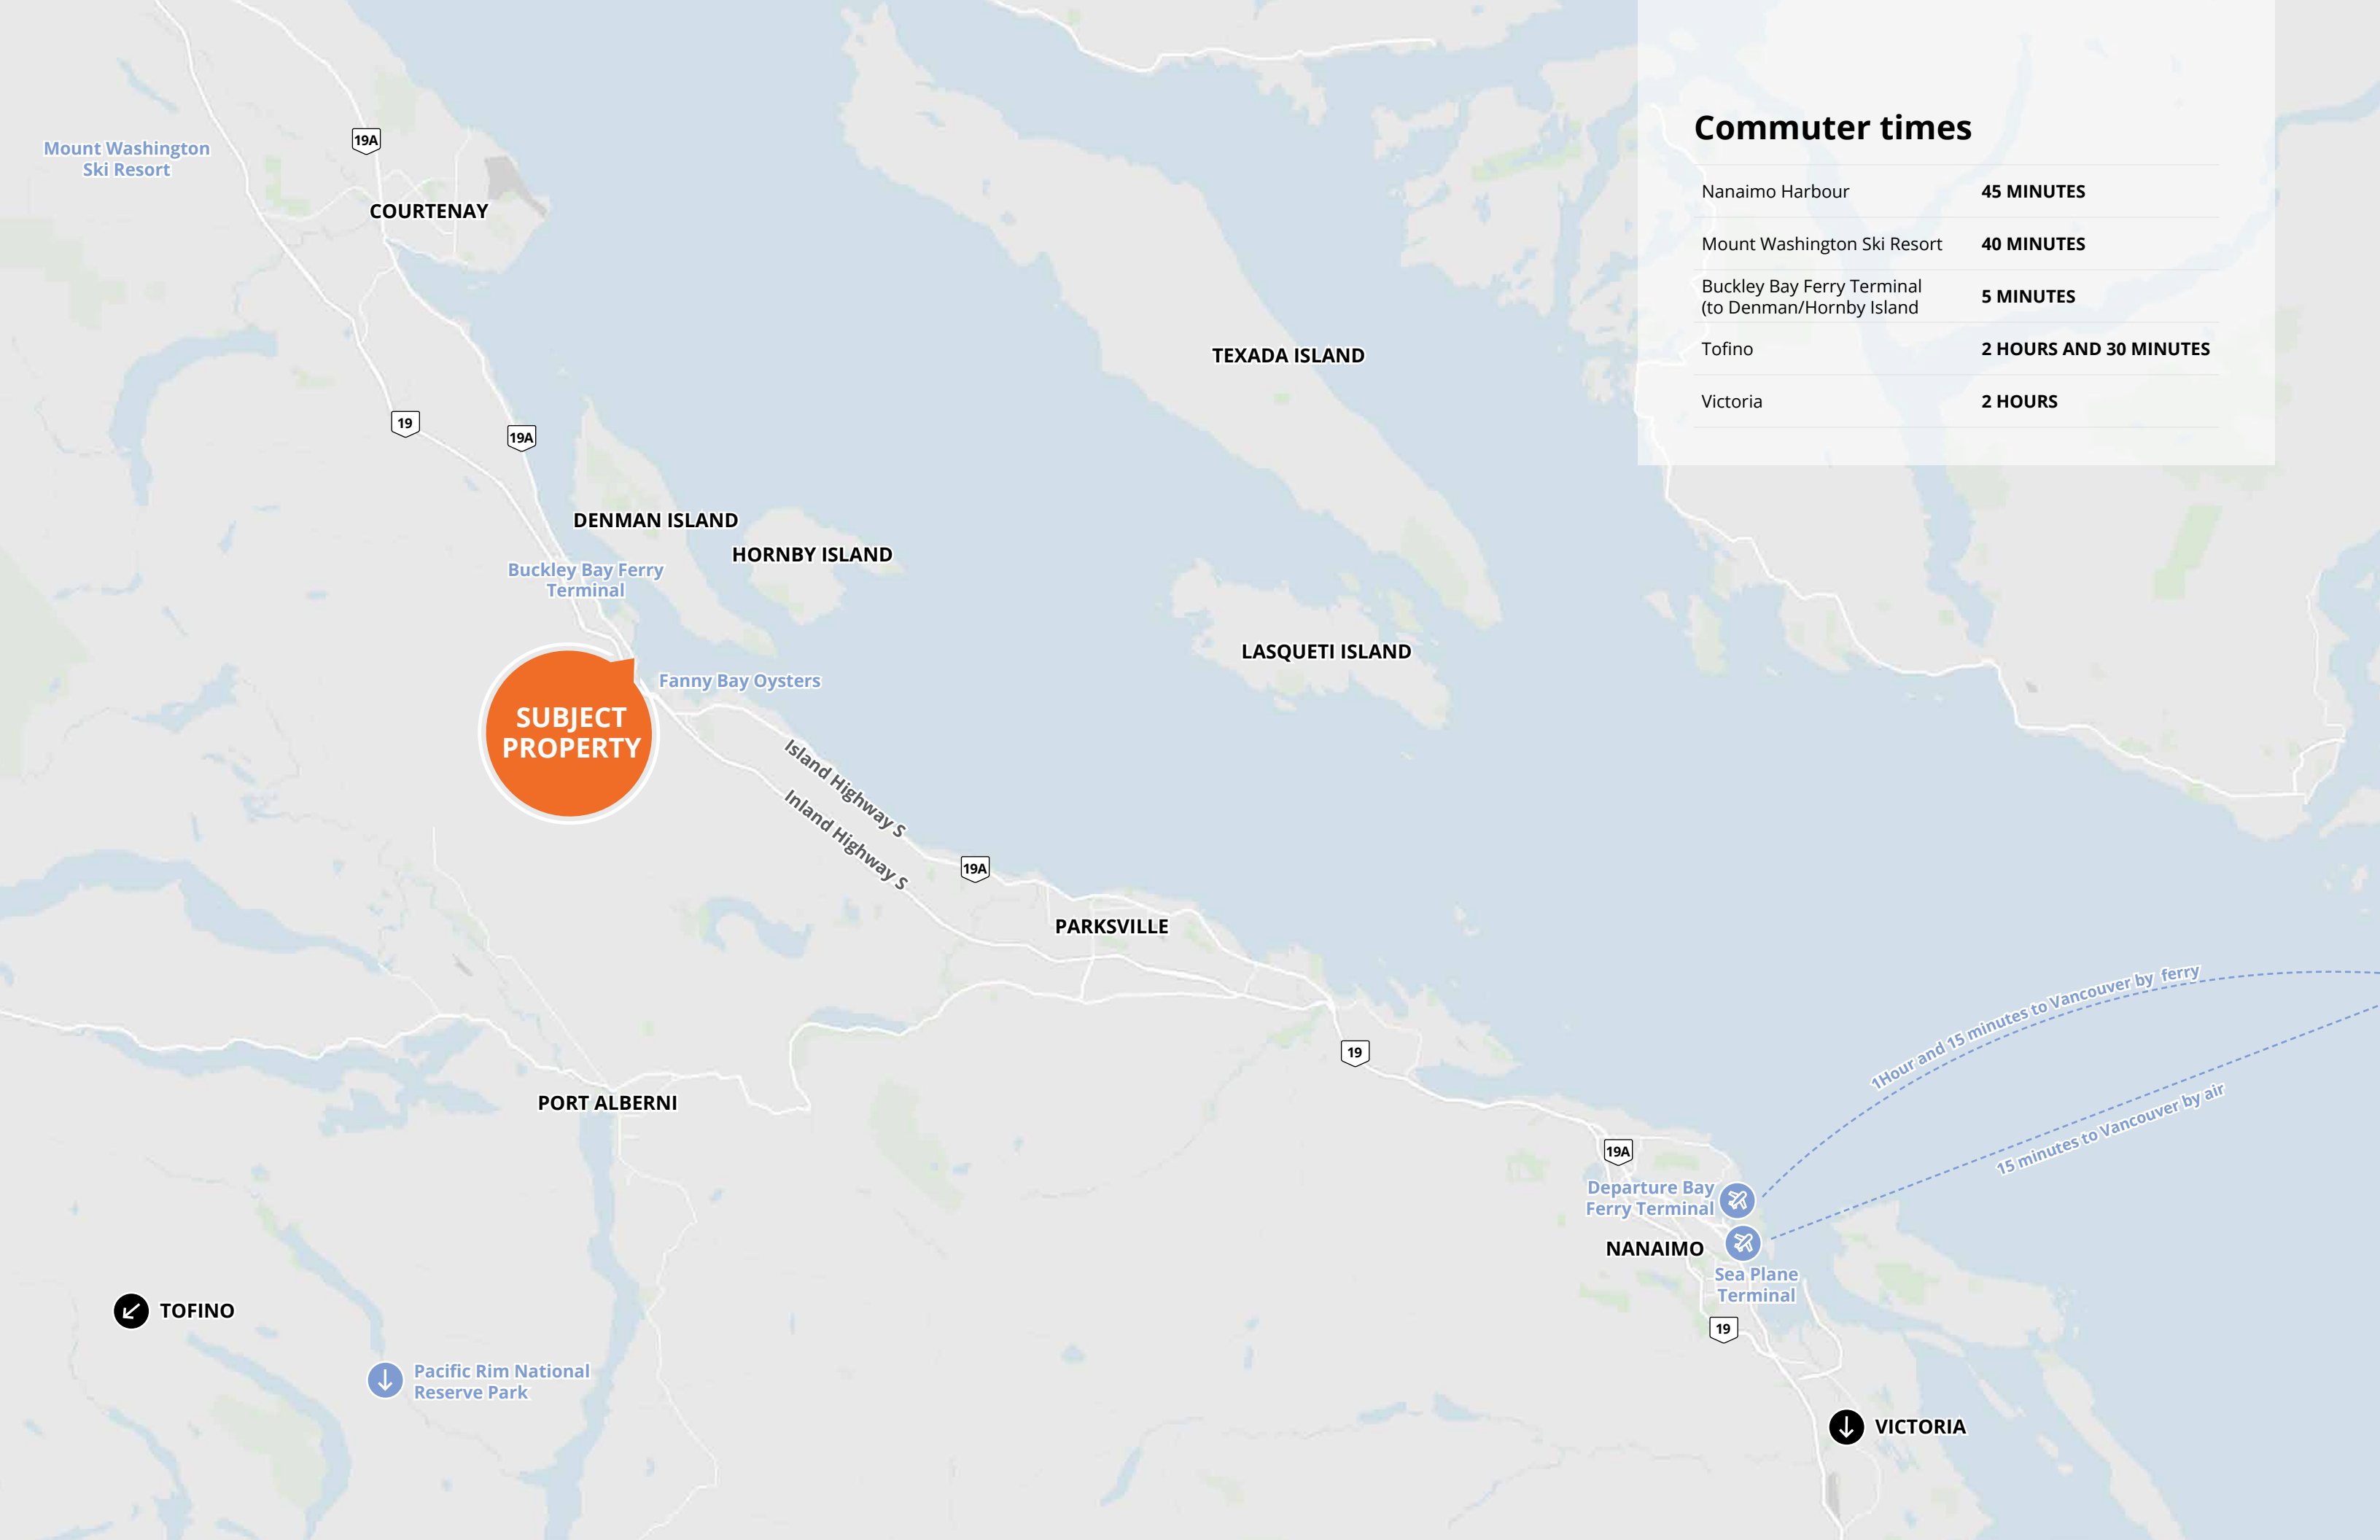 Commuter times
Nanaimo Harbour 45 MINUTES
Mount Washington Ski Resort 40 MINUTES
Buckley Bay Ferry Terminal
(to Denman/Hornby Island 5 MINUTES
Tofino 2 HOURS AND 30 MINUTES
Victoria 2 HOURS
19A
Mount Washington
Ski Resort
COURTENAY
TEXADA ISLAND
19
19A
DENMAN ISLAND
HORNBY ISLAND
Buckley Bay Ferry
Terminal
LASQUETI ISLAND
Fanny Bay Oysters
SUBJECT
PROPERTY
Island Highway S
Inland Highway S
19A
PARKSVILLE
1Hour and 15 minutes to Vancouver by ferry
15 minutes to Vancouver by air
19
PORT ALBERNI
19A
Departure Bay
Ferry Terminal
NANAIMO
Sea Plane
Terminal
TOFINO
19
Pacific Rim National
Reserve Park
VICTORIA